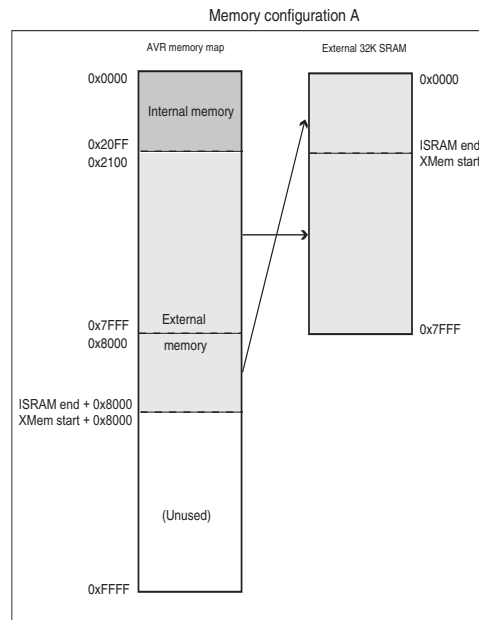 Memory configuration A
AVR memory map
External 32K SRAM
0x0000
Internal memory
0x20FF
0x2100
0x7FFF
External
0x8000
memory
ISRAM end + 0x8000
XMem start + 0x8000
(Unused)
0xFFFF
0x0000
ISRAM end
XMem start
0x7FFF